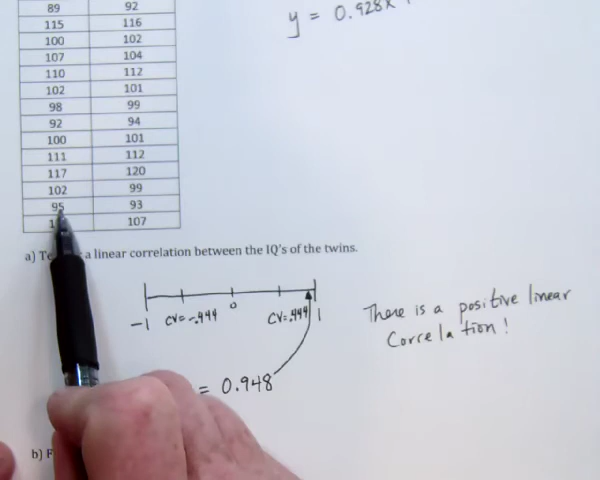 89 92
y = 0.928x
115 116
100 102
107 104
110 112
102 101
98 99
92 94
100 101
111 112
117 120
102 99
95 93
107
a) a linear correlation between the IQ's of the twins.
-1 CV=-.444 0 CV=.444 1
There is a positive linear
Correlation!
= 0.948
b)